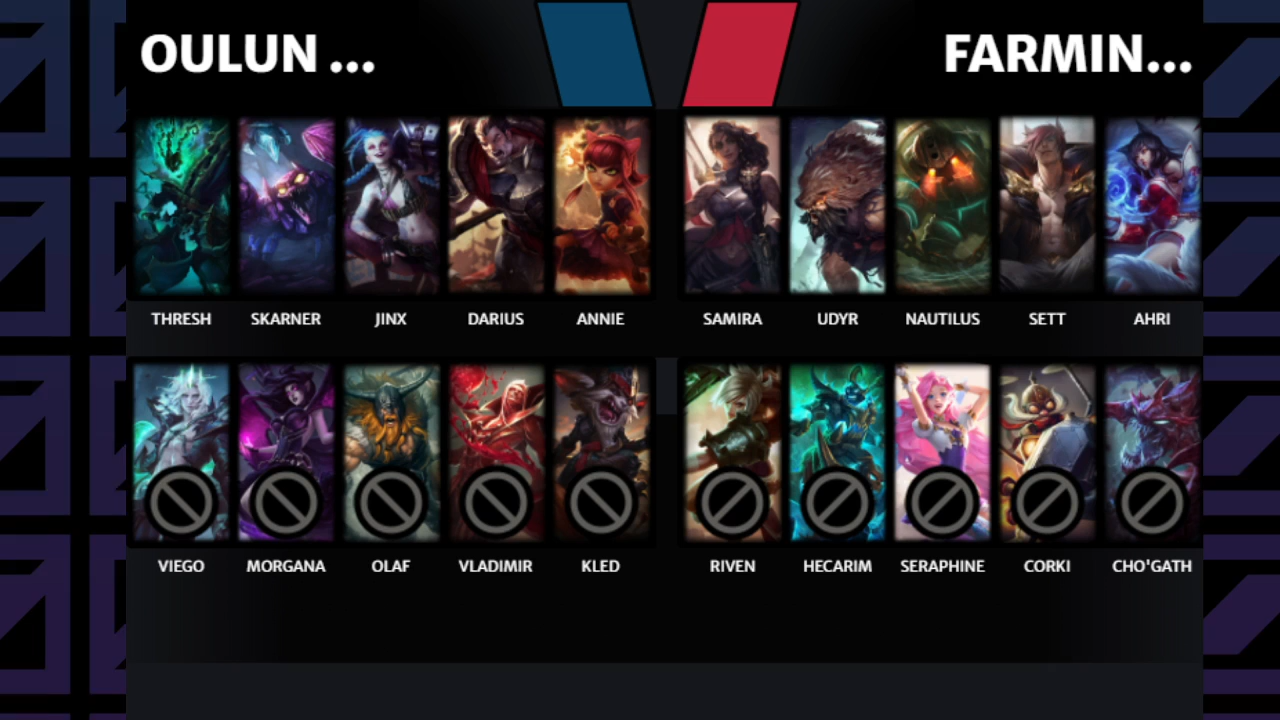 OULUN ...
FARMIN...
THRESH SKARNER JINX DARIUS ANNIE
SAMIRA UDYR NAUTILUS SETT AHRI
VIEGO MORGANA OLAF VLADIMIR KLED
RIVEN HECARIM SERAPHINE CORKI CHO'GATH